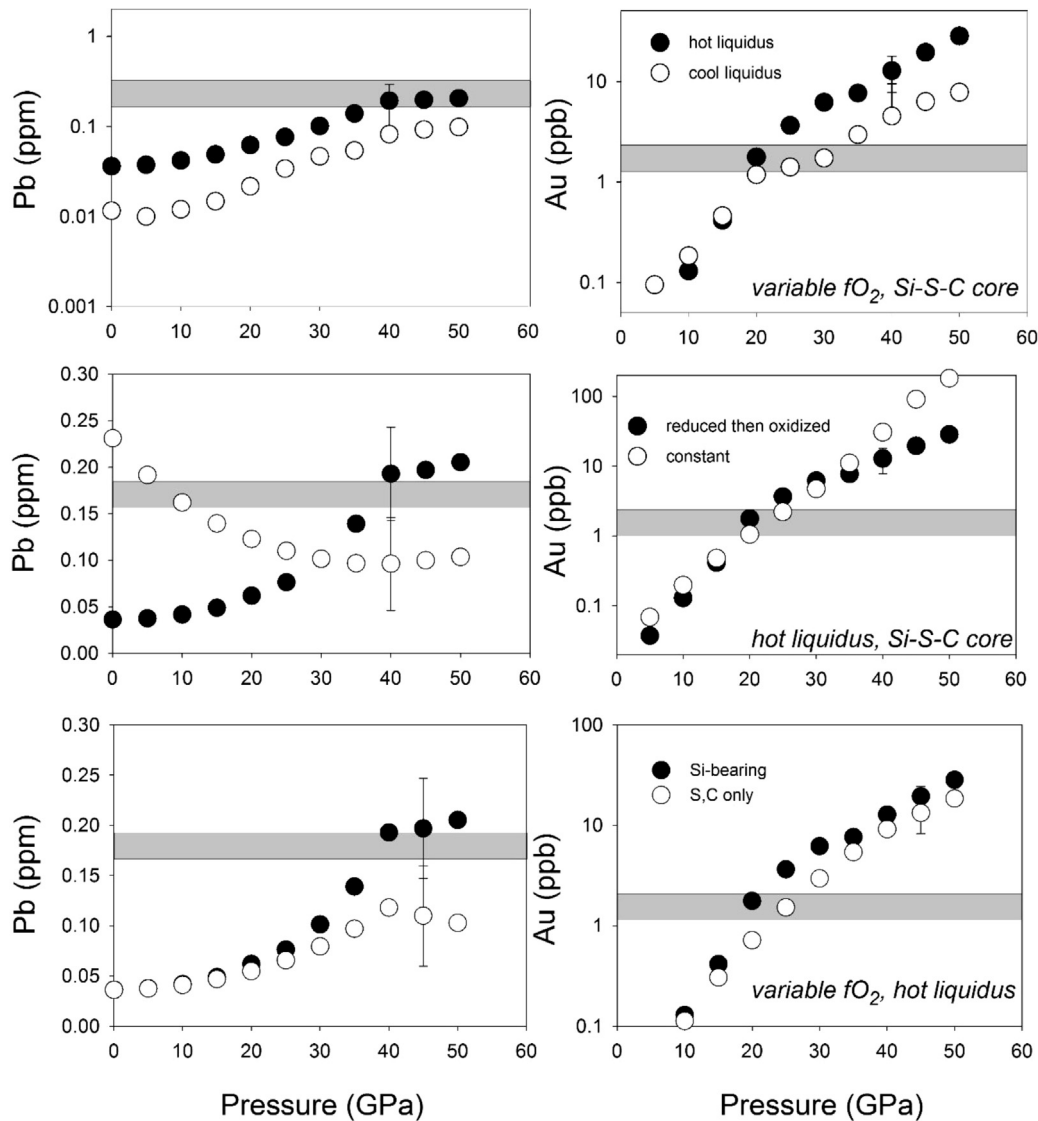 1
0.1
0.01
0.001
Pb (ppm)
0 10 20 30 40 50 60
hot liquidus
cool liquidus
10
1
0.1
Au (ppb)
variable fO2, Si-S-C core
0 10 20 30 40 50 60
0.30
0.25
0.20
0.15
0.10
0.05
0.00
Pb (ppm)
0 10 20 30 40 50 60
100
10
1
0.1
Au (ppb)
reduced then oxidized
constant
hot liquidus, Si-S-C core
0 10 20 30 40 50 60
0.30
0.25
0.20
0.15
0.10
0.05
0.00
Pb (ppm)
0 10 20 30 40 50 60
Pressure (GPa)
100
10
1
0.1
Au (ppb)
Si-bearing
S,C only
variable fO2, hot liquidus
0 10 20 30 40 50 60
Pressure (GPa)